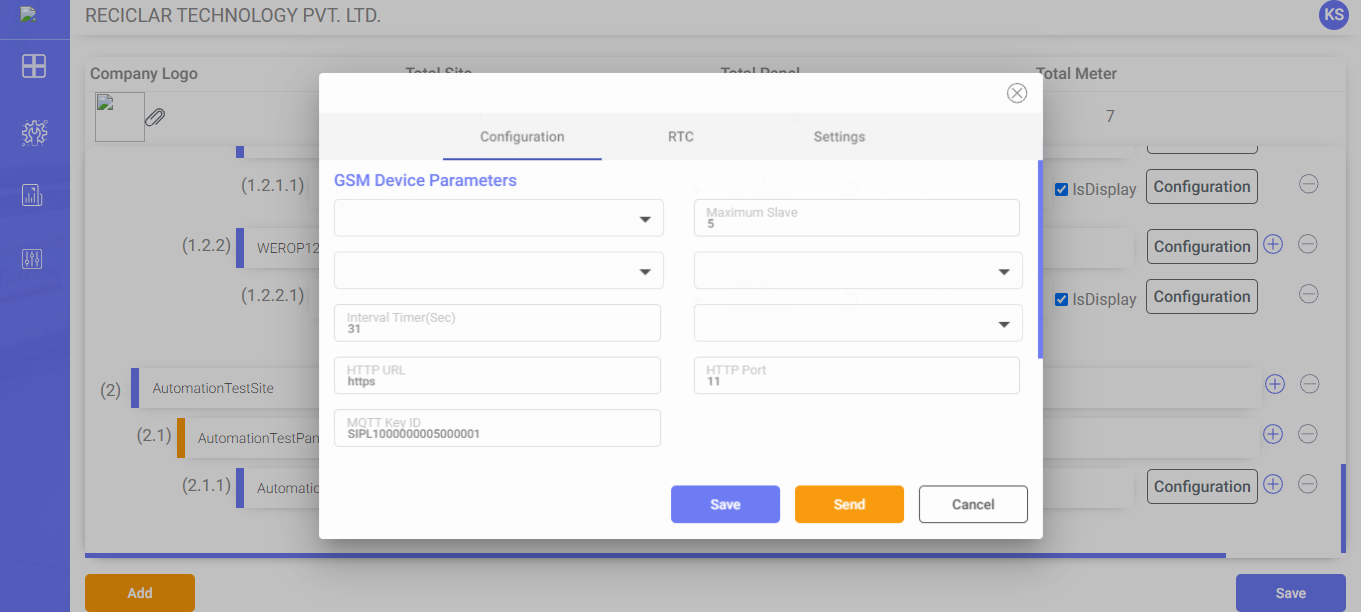 RECICLAR TECHNOLOGY PVT. LTD.
KS
Company Logo
Total Site
Total Panel
Total Meter
7
Configuration
RTC
Settings
GSM Device Parameters
Maximum Slave
5
Interval Timer(Sec)
31
HTTP URL
https
HTTP Port
11
MQTT Key ID
SIPL1000000005000001
Save
Send
Cancel
(1.2.1.1)
IsDisplay
Configuration
(1.2.2)
WEROP12
Configuration
(1.2.2.1)
IsDisplay
Configuration
(2)
AutomationTestSite
(2.1)
AutomationTestPan
(2.1.1)
Automatic
Configuration
Add
Save